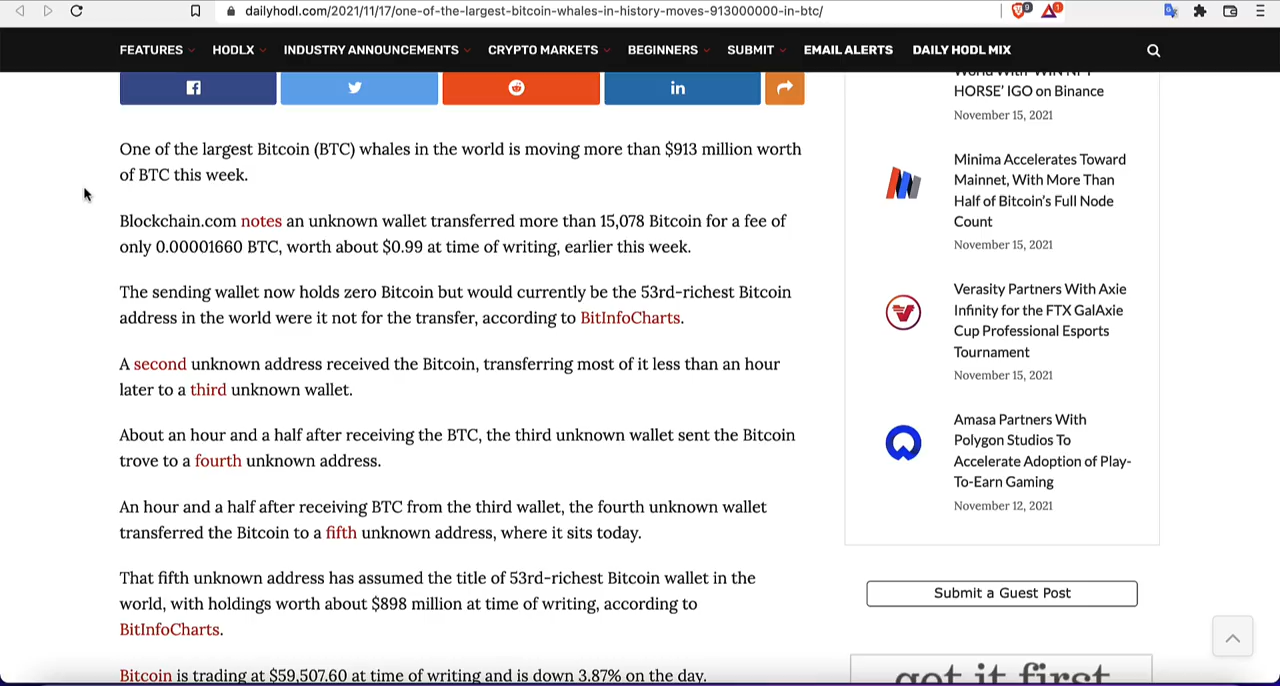 dailyhodl.com/2021/11/17/one-of-the-largest-bitcoin-whales-in-history-moves-913000000-in-btc/
9
1
FEATURES
HODLX
INDUSTRY ANNOUNCEMENTS
CRYPTO MARKETS
BEGINNERS
SUBMIT
EMAIL ALERTS
DAILY HODL MIX
in
One of the largest Bitcoin (BTC) whales in the world is moving more than $913 million worth
of BTC this week.
Blockchain.com notes an unknown wallet transferred more than 15,078 Bitcoin for a fee of
only 0.00001660 BTC, worth about $0.99 at time of writing, earlier this week.
The sending wallet now holds zero Bitcoin but would currently be the 53rd-richest Bitcoin
address in the world were it not for the transfer, according to BitInfoCharts.
A second unknown address received the Bitcoin, transferring most of it less than an hour
later to a third unknown wallet.
About an hour and a half after receiving the BTC, the third unknown wallet sent the Bitcoin
trove to a fourth unknown address.
An hour and a half after receiving BTC from the third wallet, the fourth unknown wallet
transferred the Bitcoin to a fifth unknown address, where it sits today.
That fifth unknown address has assumed the title of 53rd-richest Bitcoin wallet in the
world, with holdings worth about $898 million at time of writing, according to
BitInfoCharts.
Bitcoin is trading at $59,507.60 at time of writing and is down 3.87% on the day.
World With 'WIN NFT
HORSE' IGO on Binance
November 15, 2021
Minima Accelerates Toward
Mainnet, With More Than
Half of Bitcoin's Full Node
Count
November 15, 2021
Verasity Partners With Axie
Infinity for the FTX GalAxie
Cup Professional Esports
Tournament
November 15, 2021
Amasa Partners With
Polygon Studios To
Accelerate Adoption of Play-
To-Earn Gaming
November 12, 2021
Submit a Guest Post
got it first